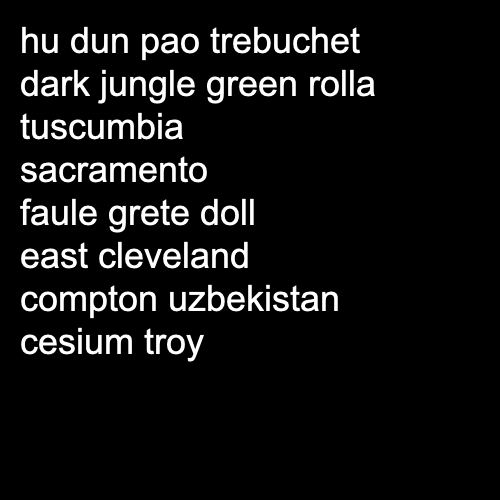 hu dun pao trebuchet
dark jungle green rolla
tuscumbia
sacramento
faule grete doll
east cleveland
compton uzbekistan
cesium troy